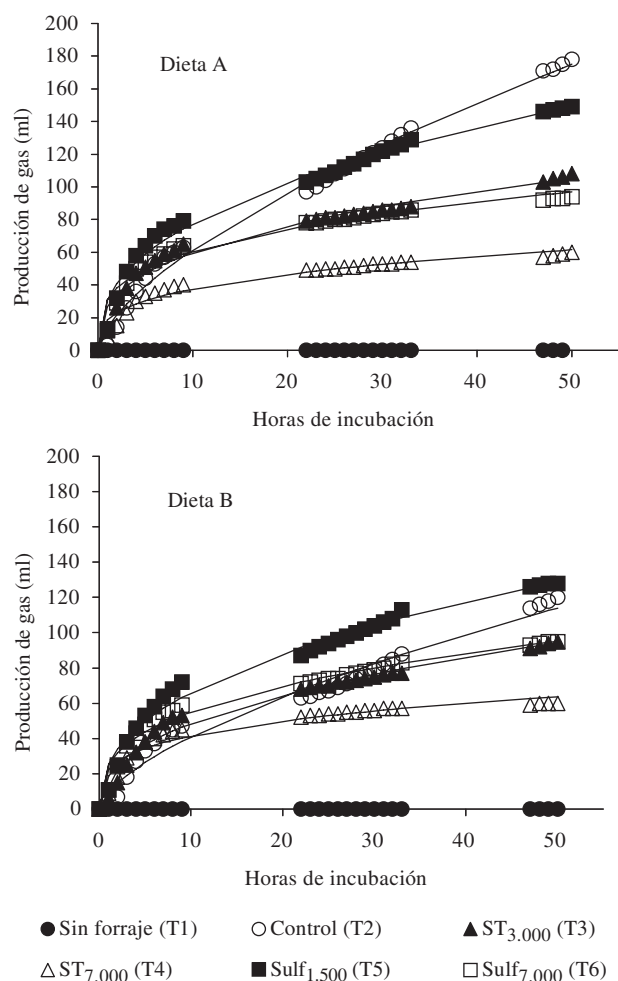 200
180
160
140
120
100
80
60
40
20
0
Producción de gas (ml)
Dieta A
0 10 20 30 40 50
Horas de incubación
200
180
160
140
120
100
80
60
40
20
0
Producción de gas (ml)
Dieta B
0 10 20 30 40 50
Horas de incubación
Sin forraje (T1) Control (T2) ST3.000 (T3)
ST7.000 (T4) Sulf1.500 (T5) Sulf7.000 (T6)